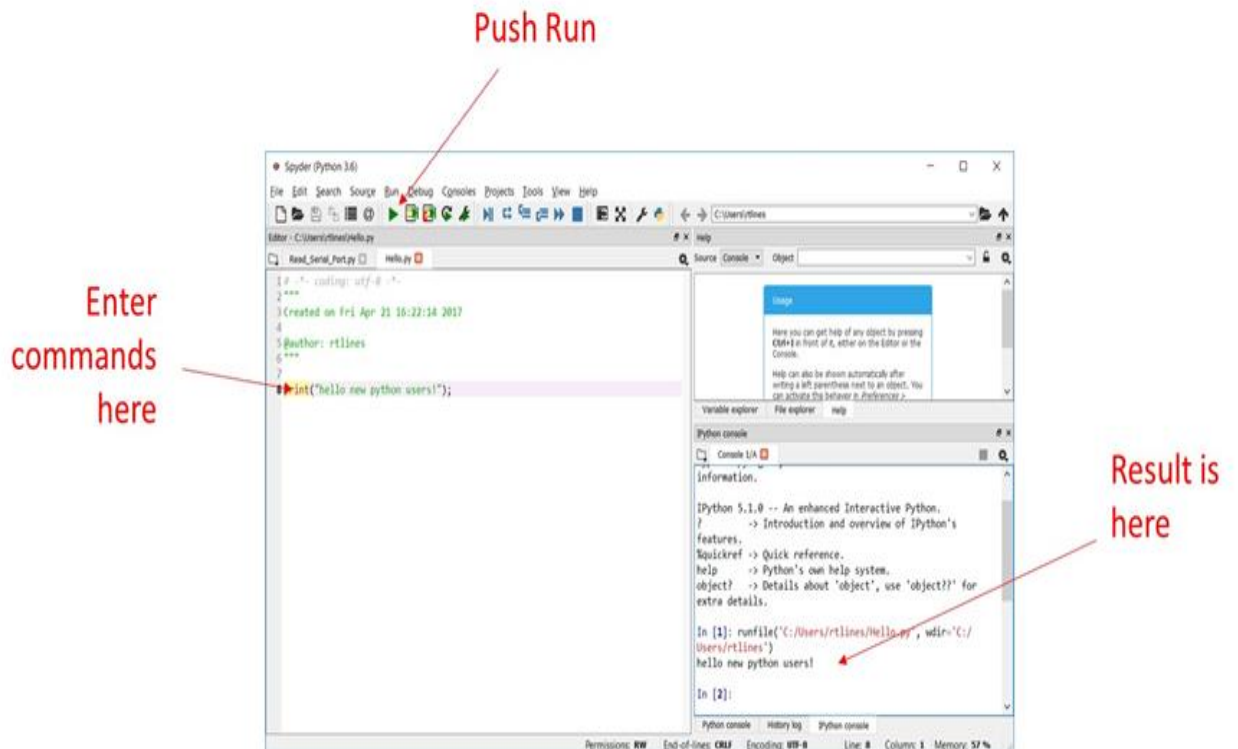 Push Run
Enter
commands
here
Result is
here
Spyder (Python 3.6)
File Edit Search Source Run Debug Consoles Projects Tools View Help
C:\Users\rtlines
Editor - C:\Users\rtlines\Hello.py
Read_Serial_Port.py Hello.py
1 # -*- coding: utf-8 -*-
2 """
3 Created on Fri Apr 21 16:22:14 2017
4
5 @author: rtlines
6 """
7
8 print("hello new python users!");
Help
Source Console Object
Usage
Here you can get help of any object by pressing
Ctrl+I in front of it, either on the Editor or the
Console.
Help can also be shown automatically after
writing a left parenthesis next to an object. You
can activate this behavior in Preferences >
Variable explorer File explorer Help
IPython console
Console 1/A
information.
IPython 5.1.0 -- An enhanced Interactive Python.
? -> Introduction and overview of IPython's
features.
%quickref -> Quick reference.
help -> Python's own help system.
object? -> Details about 'object', use 'object??' for
extra details.
In [1]: runfile('C:/Users/rtlines/Hello.py', wdir='C:/
Users/rtlines')
hello new python users!
In [2]:
Python console History log IPython console
Permissions: RW End-of-lines: CRLF Encoding: UTF-8 Line: 8 Column: 1 Memory: 57 %